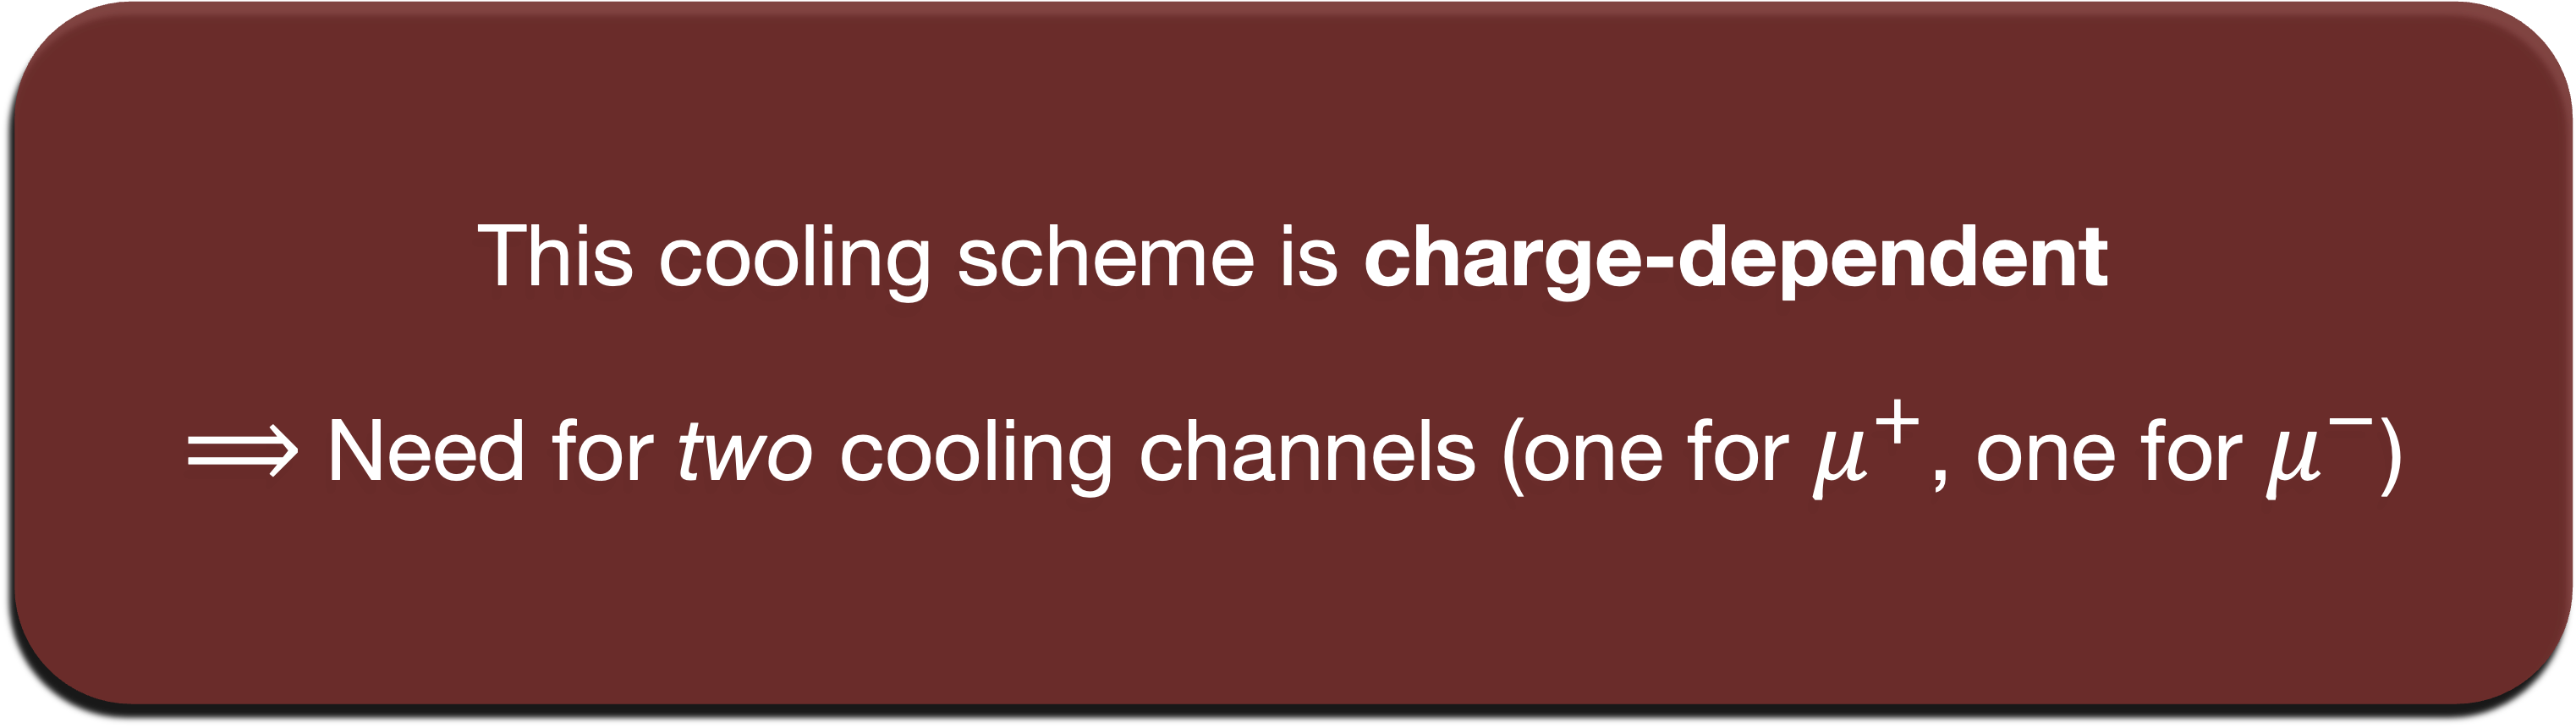 This cooling scheme is charge-dependent
⟹ Need for two cooling channels (one for μ⁺, one for μ⁻)